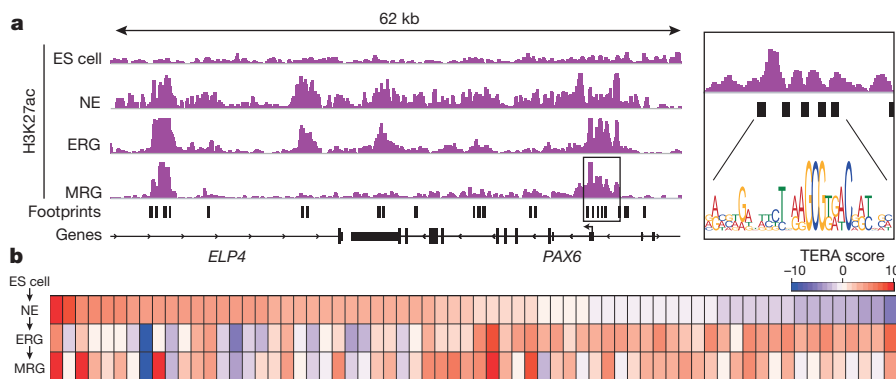 a
62 kb
H3K27ac
ES cell
NE
ERG
MRG
Footprints
Genes
ELP4 PAX6
b
TERA score
−10 0 10
ES cell
NE
ERG
MRG